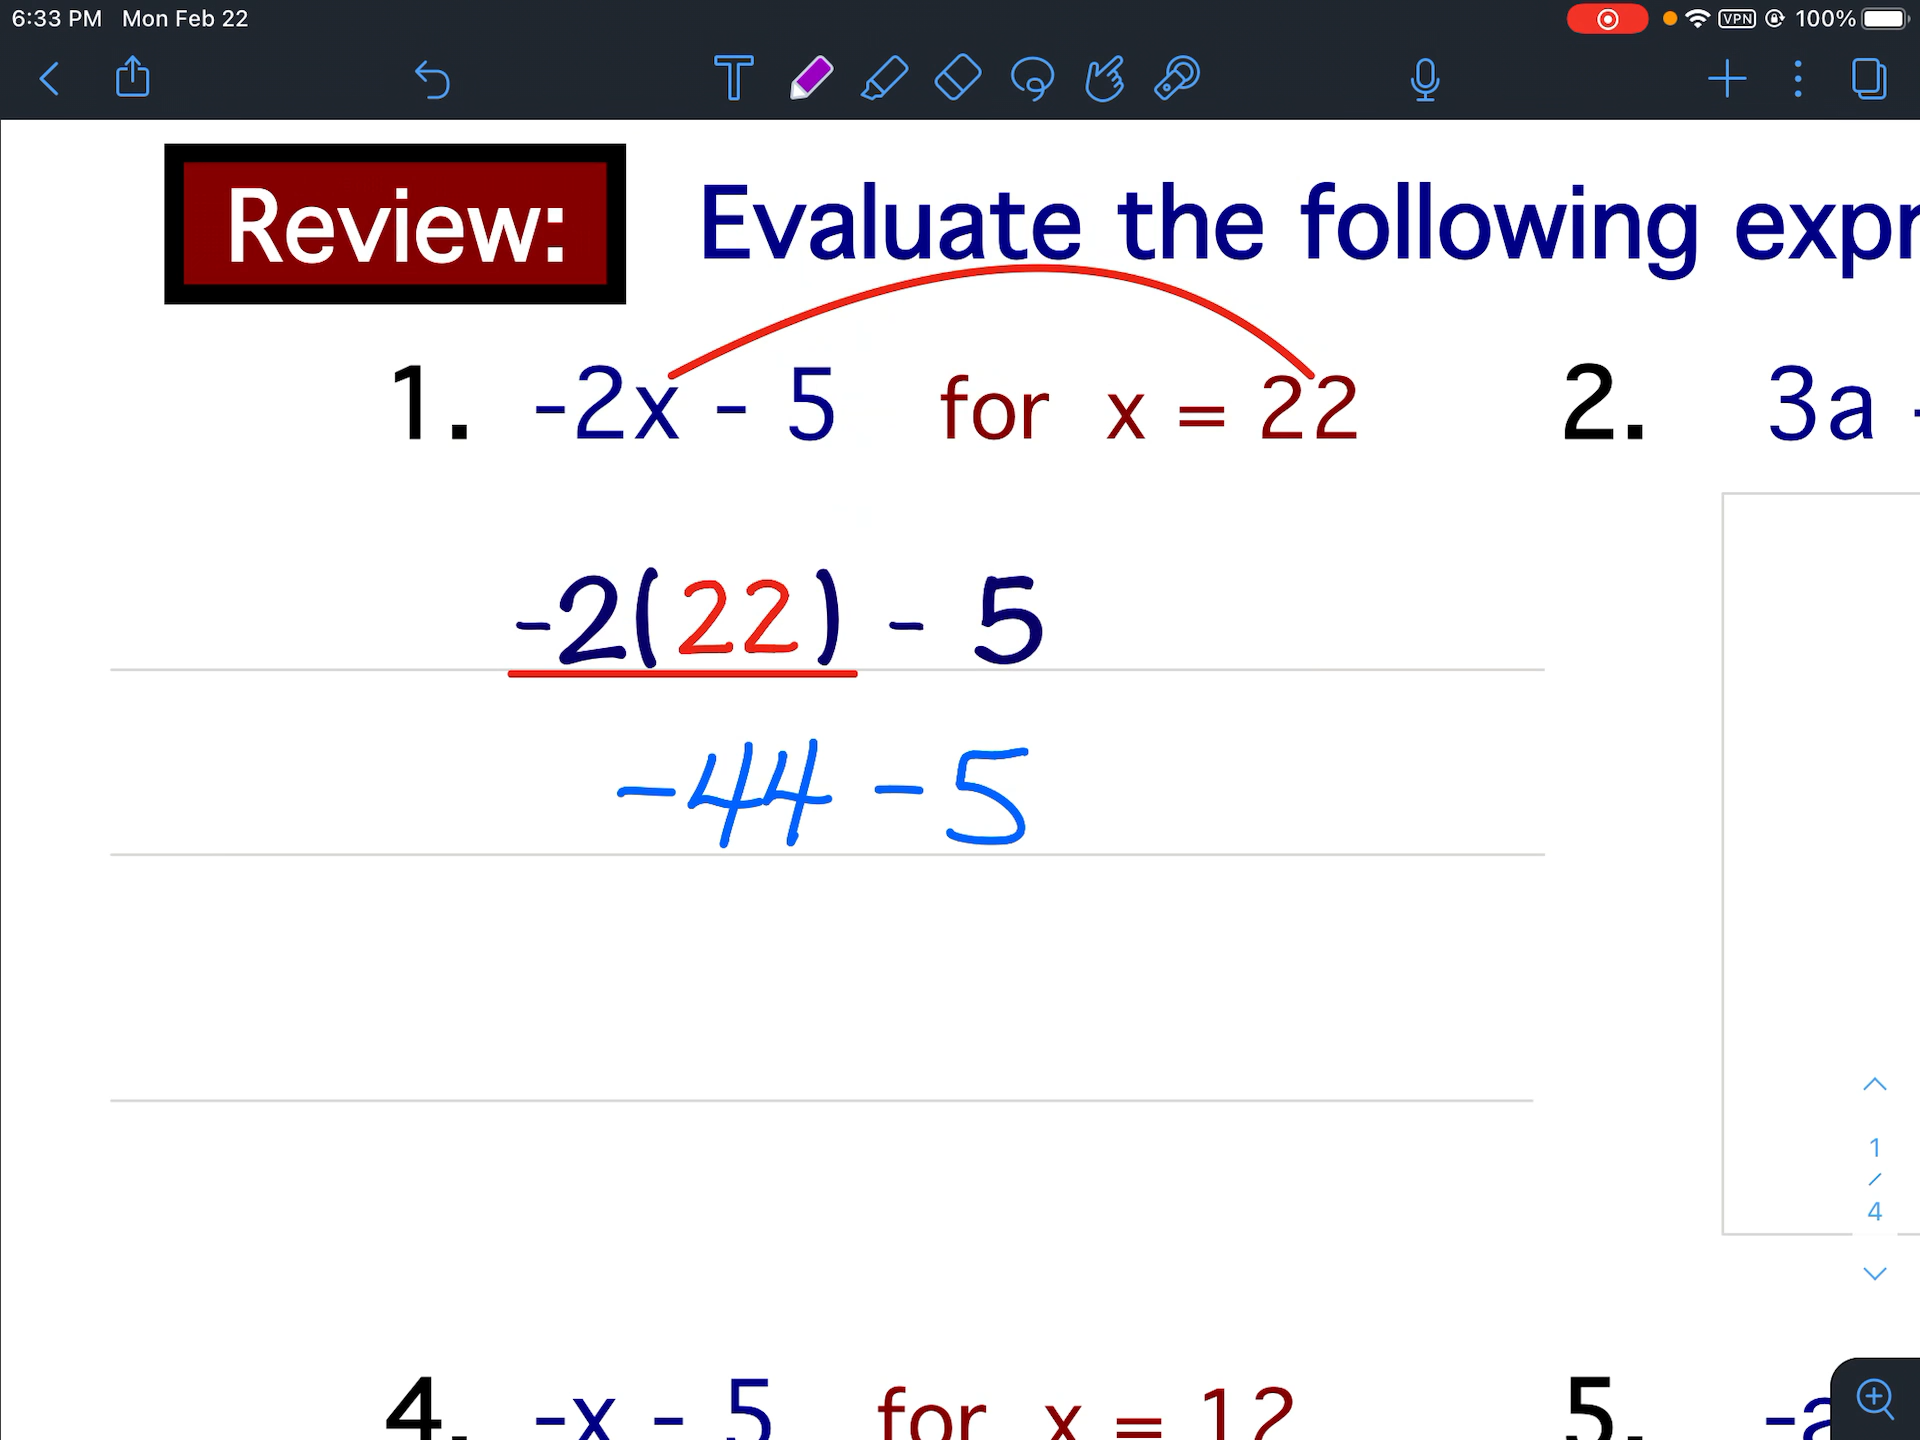 6:33 PM Mon Feb 22 VPN 100%
Review: Evaluate the following expr
1. -2x - 5 for x = 22 2. 3a -
-2(22) - 5
-44 - 5
1
/
4
4. -x - 5 for x = 12 5. -a